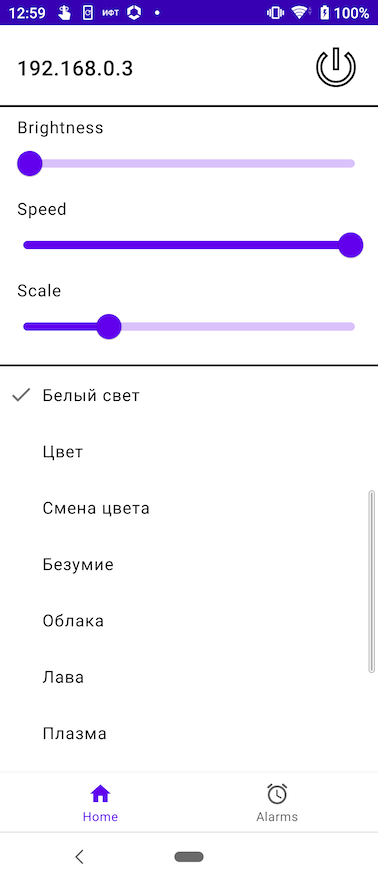 12:59 ИФТ 100%
192.168.0.3
Brightness
Speed
Scale
Белый свет
Цвет
Смена цвета
Безумие
Облака
Лава
Плазма
Home Alarms